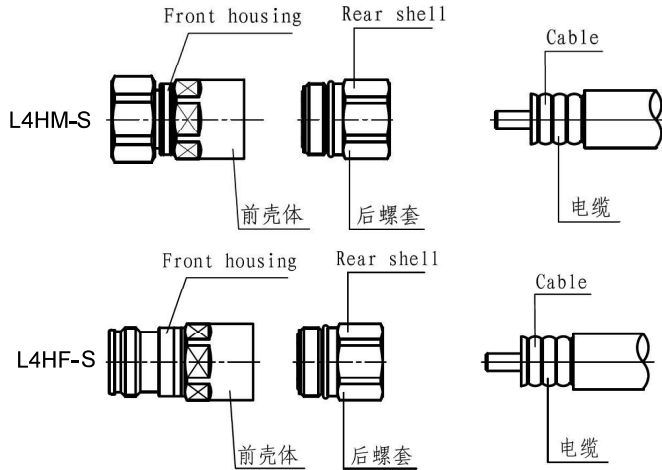 Front housing
Rear shell
Cable
L4HM-S
前壳体
后螺套
电缆
Front housing
Rear shell
Cable
L4HF-S
前壳体
后螺套
电缆